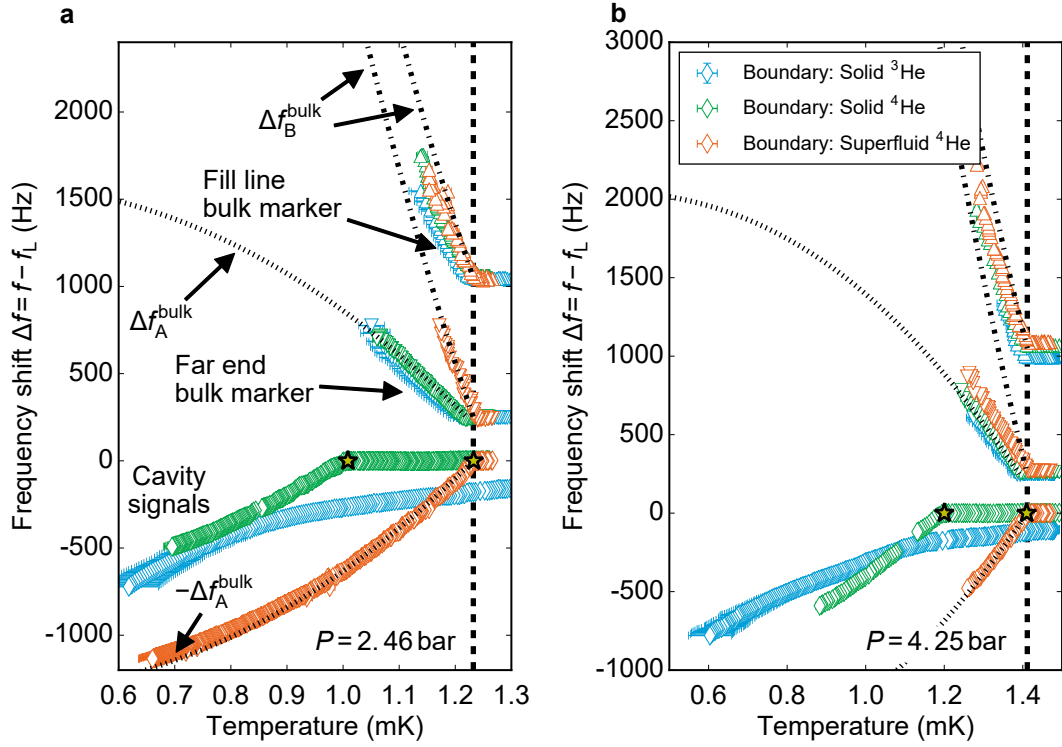 a
Frequency shift Δf = f − f_L (Hz)
2000
1500
1000
500
0
-500
-1000
Δf_B^bulk
Fill line
bulk marker
Δf_A^bulk
Far end
bulk marker
Cavity
signals
−Δf_A^bulk
P = 2.46 bar
0.6 0.7 0.8 0.9 1.0 1.1 1.2 1.3
Temperature (mK)
b
Frequency shift Δf = f − f_L (Hz)
3000
2500
2000
1500
1000
500
0
-500
-1000
Boundary: Solid ³He
Boundary: Solid ⁴He
Boundary: Superfluid ⁴He
P = 4.25 bar
0.6 0.8 1.0 1.2 1.4
Temperature (mK)